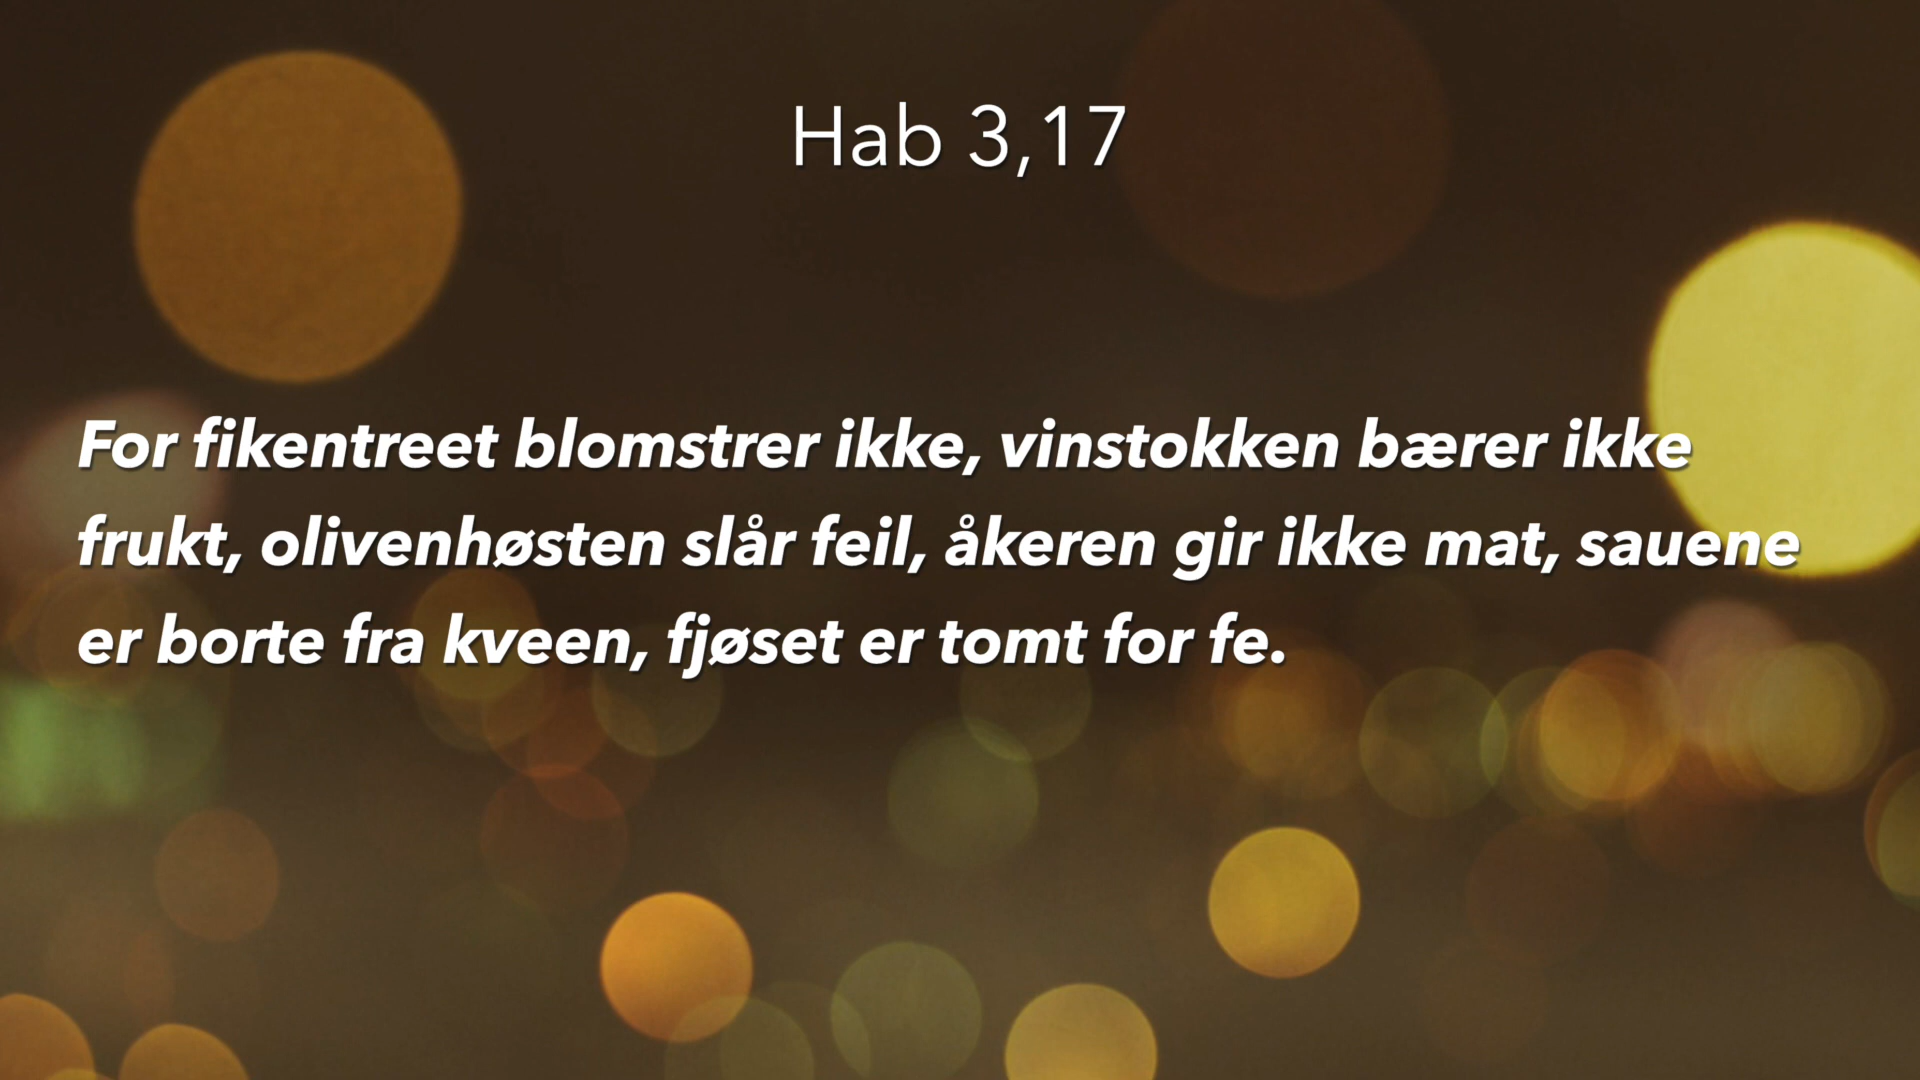 Hab 3,17
For fikentreet blomstrer ikke, vinstokken bærer ikke
frukt, olivenhøsten slår feil, åkeren gir ikke mat, sauene
er borte fra kveen, fjøset er tomt for fe.